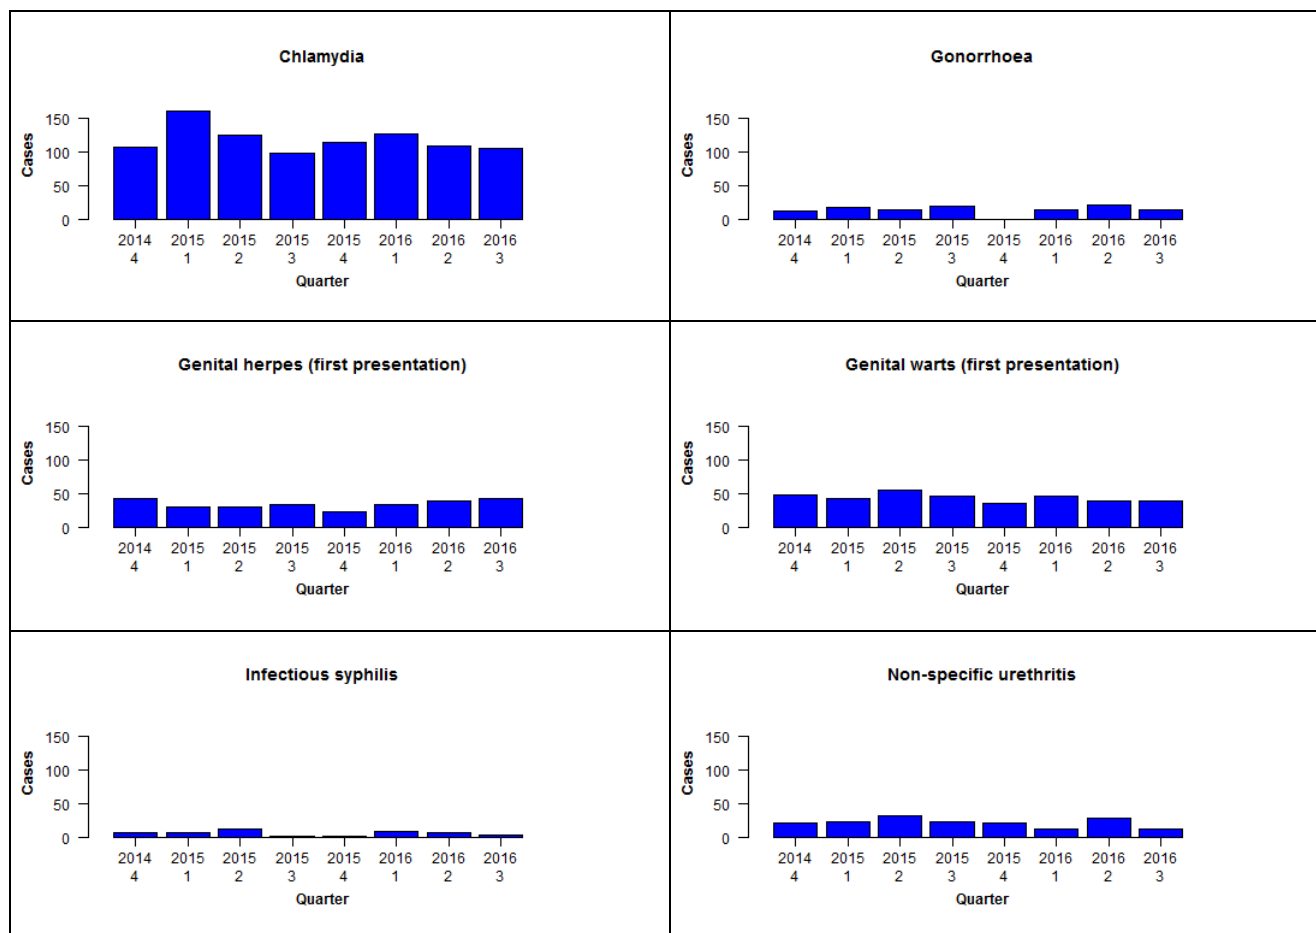 Chlamydia
Cases
150
100
50
0
2014 2015 2015 2015 2015 2016 2016 2016
4 1 2 3 4 1 2 3
Quarter
Gonorrhoea
Cases
150
100
50
0
2014 2015 2015 2015 2015 2016 2016 2016
4 1 2 3 4 1 2 3
Quarter
Genital herpes (first presentation)
Cases
150
100
50
0
2014 2015 2015 2015 2015 2016 2016 2016
4 1 2 3 4 1 2 3
Quarter
Genital warts (first presentation)
Cases
150
100
50
0
2014 2015 2015 2015 2015 2016 2016 2016
4 1 2 3 4 1 2 3
Quarter
Infectious syphilis
Cases
150
100
50
0
2014 2015 2015 2015 2015 2016 2016 2016
4 1 2 3 4 1 2 3
Quarter
Non-specific urethritis
Cases
150
100
50
0
2014 2015 2015 2015 2015 2016 2016 2016
4 1 2 3 4 1 2 3
Quarter